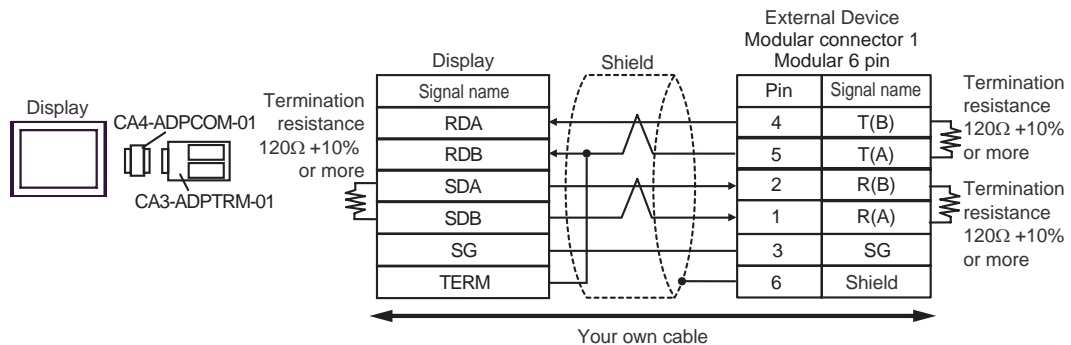 External Device
Modular connector 1
Modular 6 pin
Display
Shield
Display
CA4-ADPCOM-01
CA3-ADPTRM-01
Termination
resistance
120Ω +10%
or more
Signal name
RDA
RDB
SDA
SDB
SG
TERM
Pin Signal name
4 T(B)
5 T(A)
2 R(B)
1 R(A)
3 SG
6 Shield
Termination
resistance
120Ω +10%
or more
Termination
resistance
120Ω +10%
or more
Your own cable